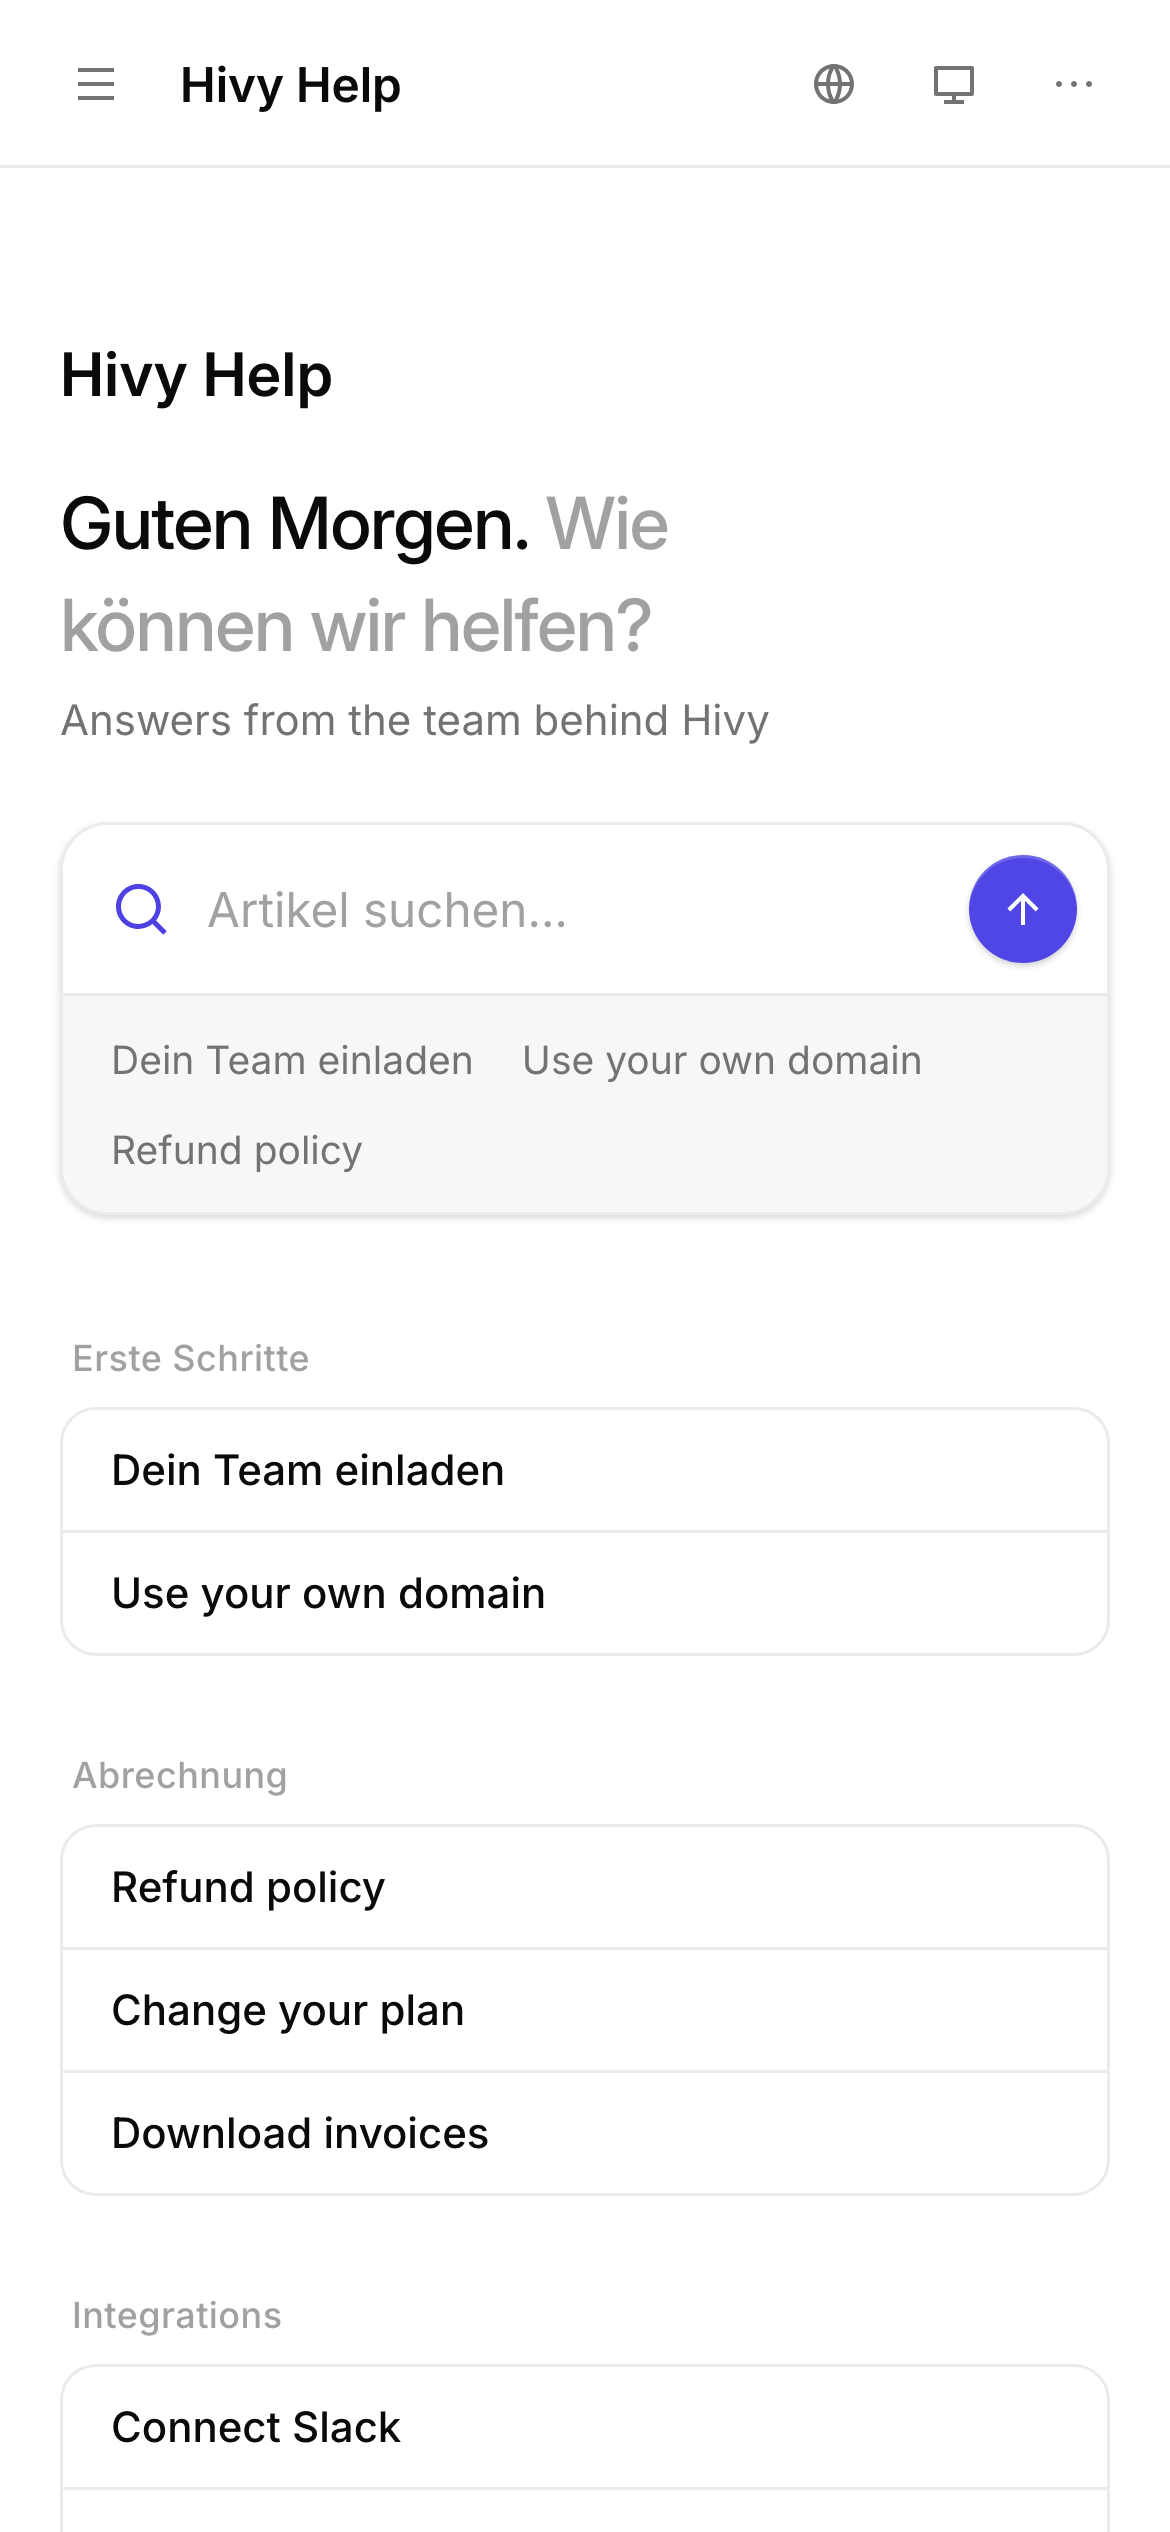 Hivy Help
Hivy Help
Guten Morgen. Wie
können wir helfen?
Answers from the team behind Hivy
Artikel suchen...
Dein Team einladen Use your own domain
Refund policy
Erste Schritte
Dein Team einladen
Use your own domain
Abrechnung
Refund policy
Change your plan
Download invoices
Integrations
Connect Slack